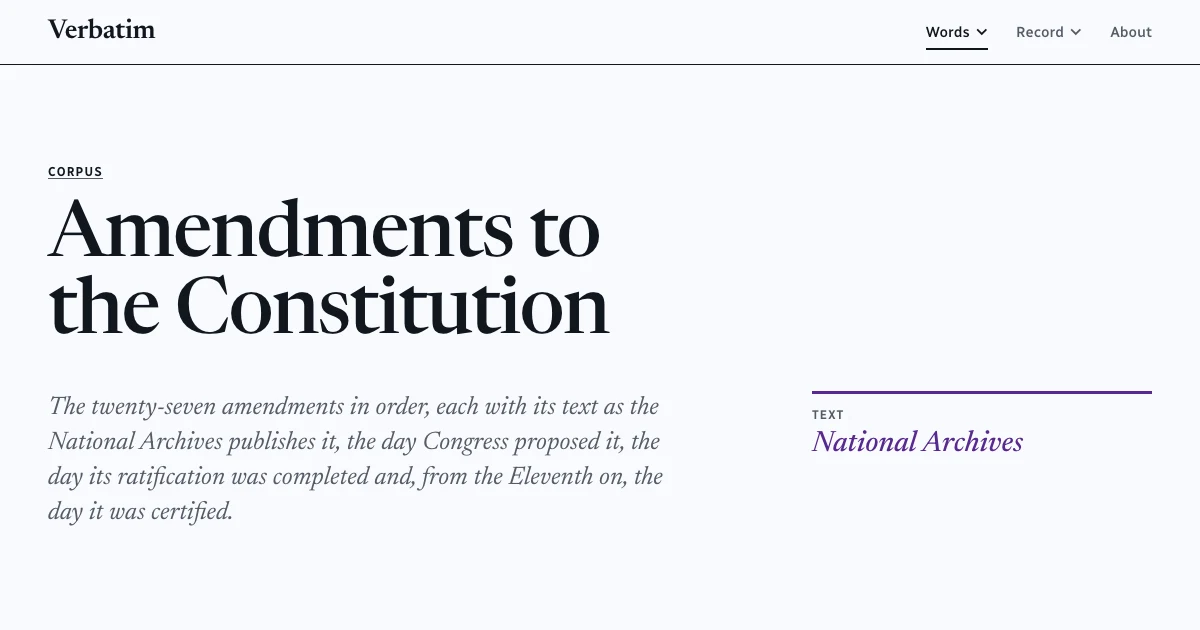 Verbatim
Words
Record
About
CORPUS
Amendments to
the Constitution
The twenty-seven amendments in order, each with its text as the
National Archives publishes it, the day Congress proposed it, the
day its ratification was completed and, from the Eleventh on, the
day it was certified.
TEXT
National Archives